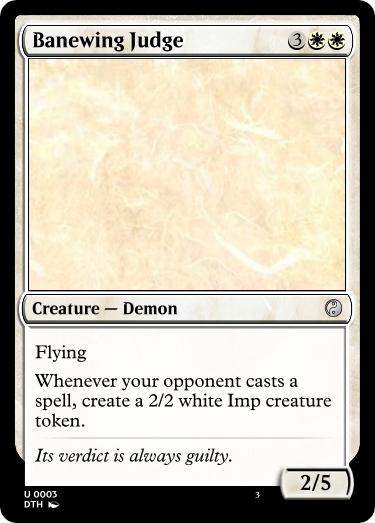 Banewing Judge 3
Creature — Demon
Flying
Whenever your opponent casts a
spell, create a 2/2 white Imp creature
token.
Its verdict is always guilty.
2/5
U 0003
3
DTH